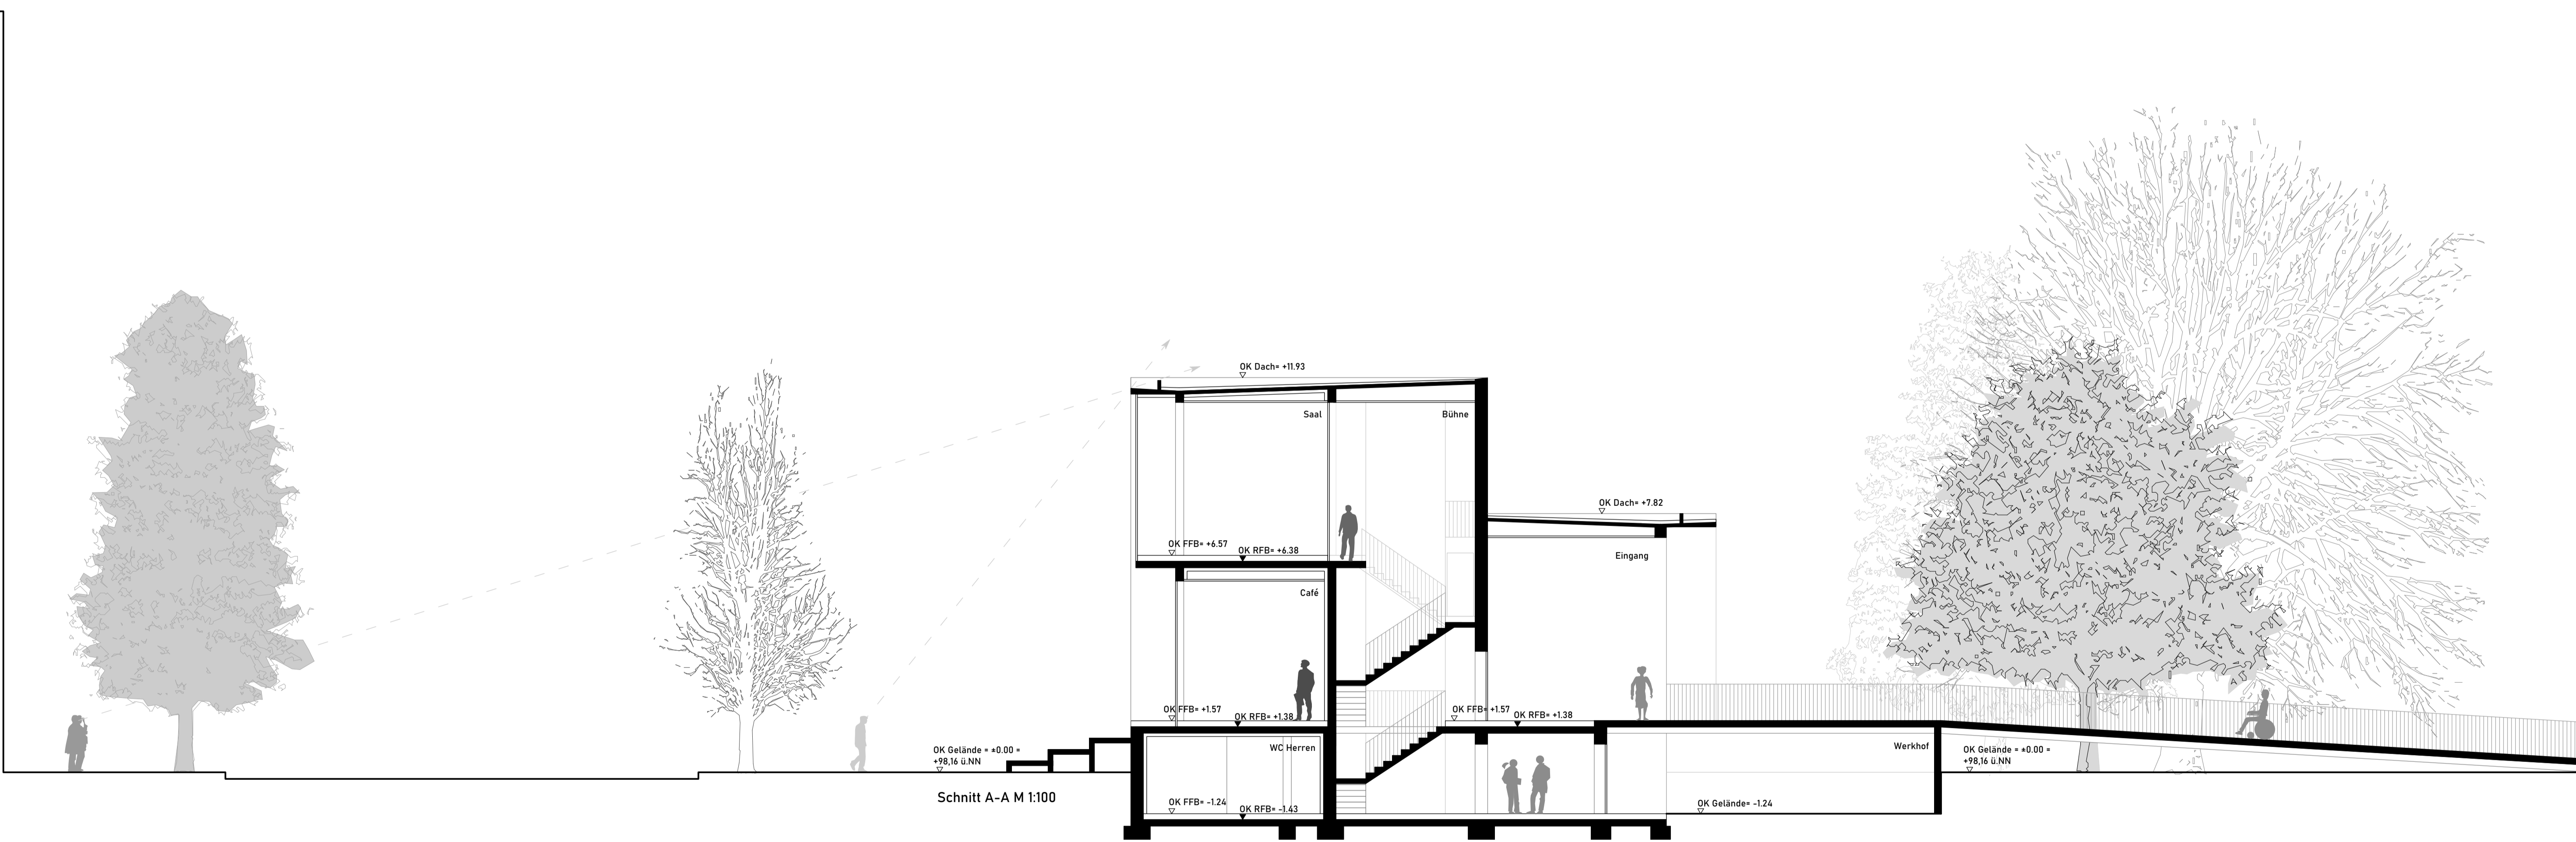 OK Dach= +11.93
Saal
Bühne
OK Dach= +7.82
OK FFB= +6.57
OK RFB= +6.38
Eingang
Café
OK FFB= +1.57
OK RFB= +1.38
OK FFB= +1.57
OK RFB= +1.38
OK Gelände = ±0.00 =
+98,16 ü.NN
WC Herren
Werkhof
OK Gelände = ±0.00 =
+98,16 ü.NN
Schnitt A-A M 1:100
OK FFB= -1.24
OK RFB= -1.43
OK Gelände= -1.24